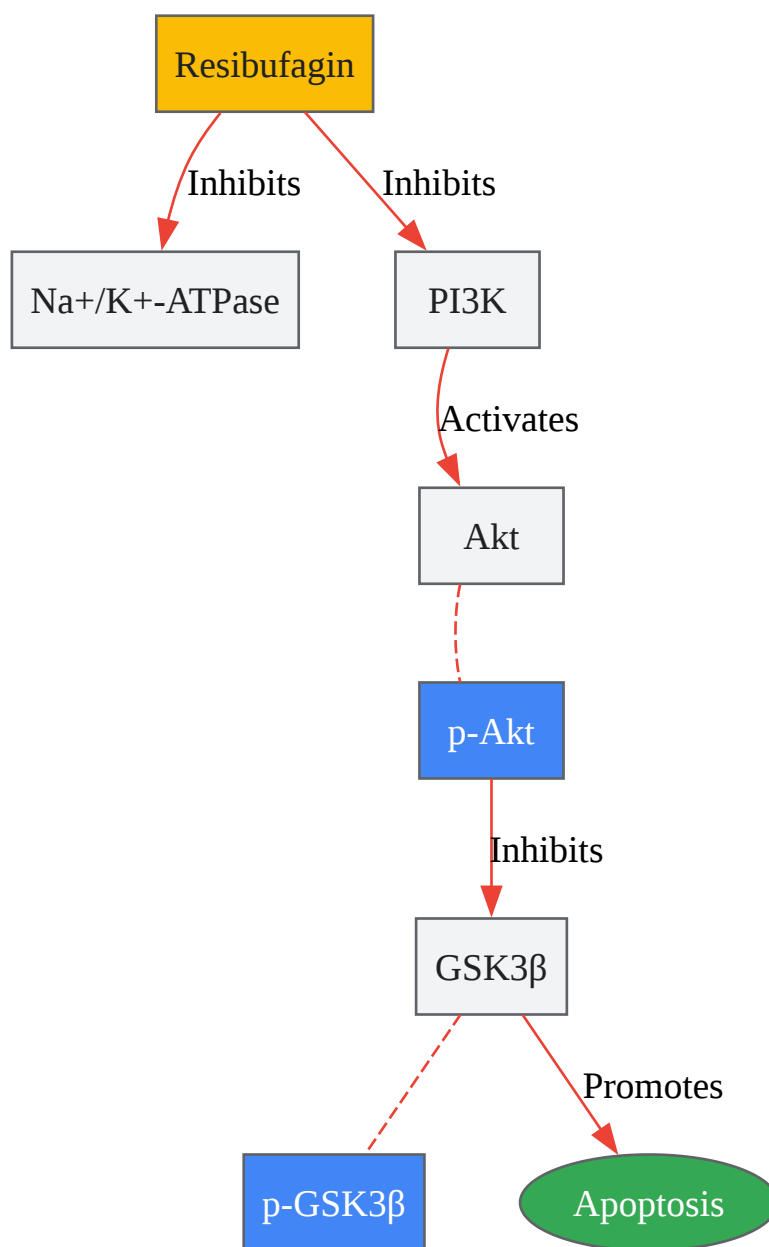 Resibufagin
Inhibits
Inhibits
Na+/K+-ATPase
PI3K
Activates
Akt
p-Akt
Inhibits
GSK3β
Promotes
p-GSK3β
Apoptosis